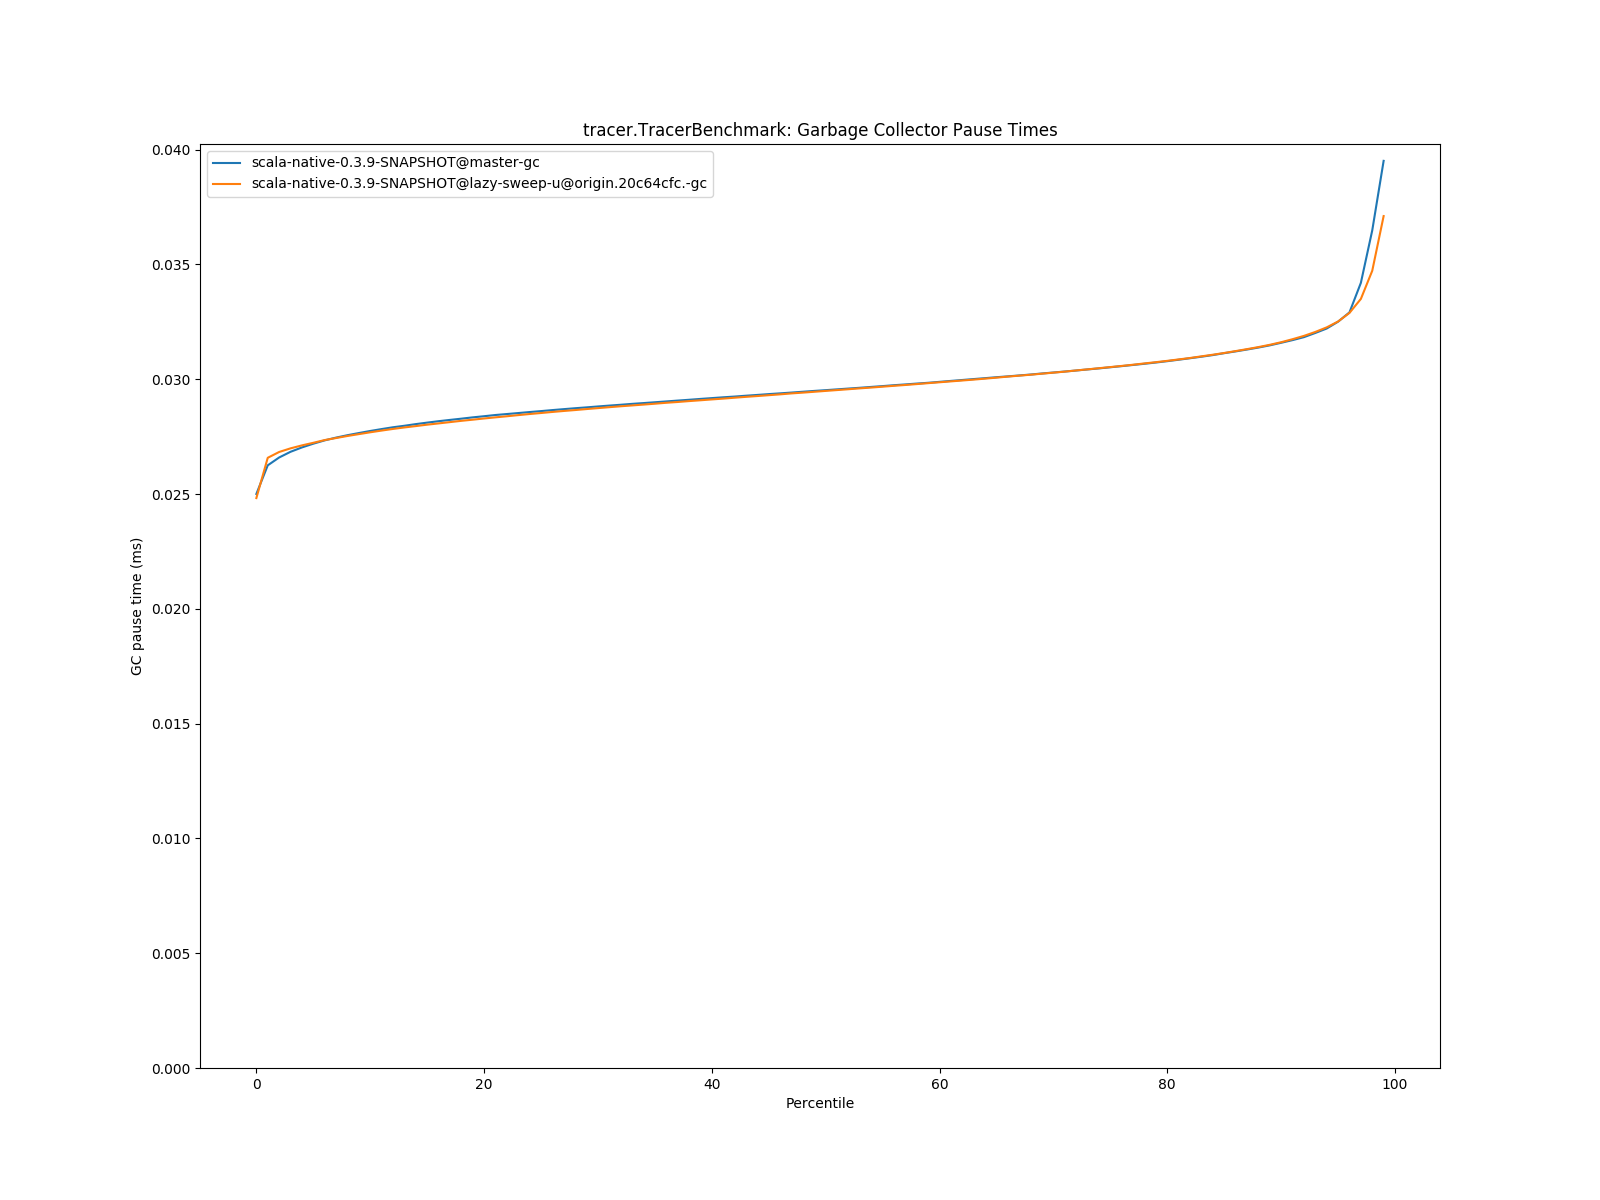 tracer.TracerBenchmark: Garbage Collector Pause Times
scala-native-0.3.9-SNAPSHOT@master-gc
scala-native-0.3.9-SNAPSHOT@lazy-sweep-u@origin.20c64cfc.-gc
GC pause time (ms)
0.040
0.035
0.030
0.025
0.020
0.015
0.010
0.005
0.000
0 20 40 60 80 100
Percentile